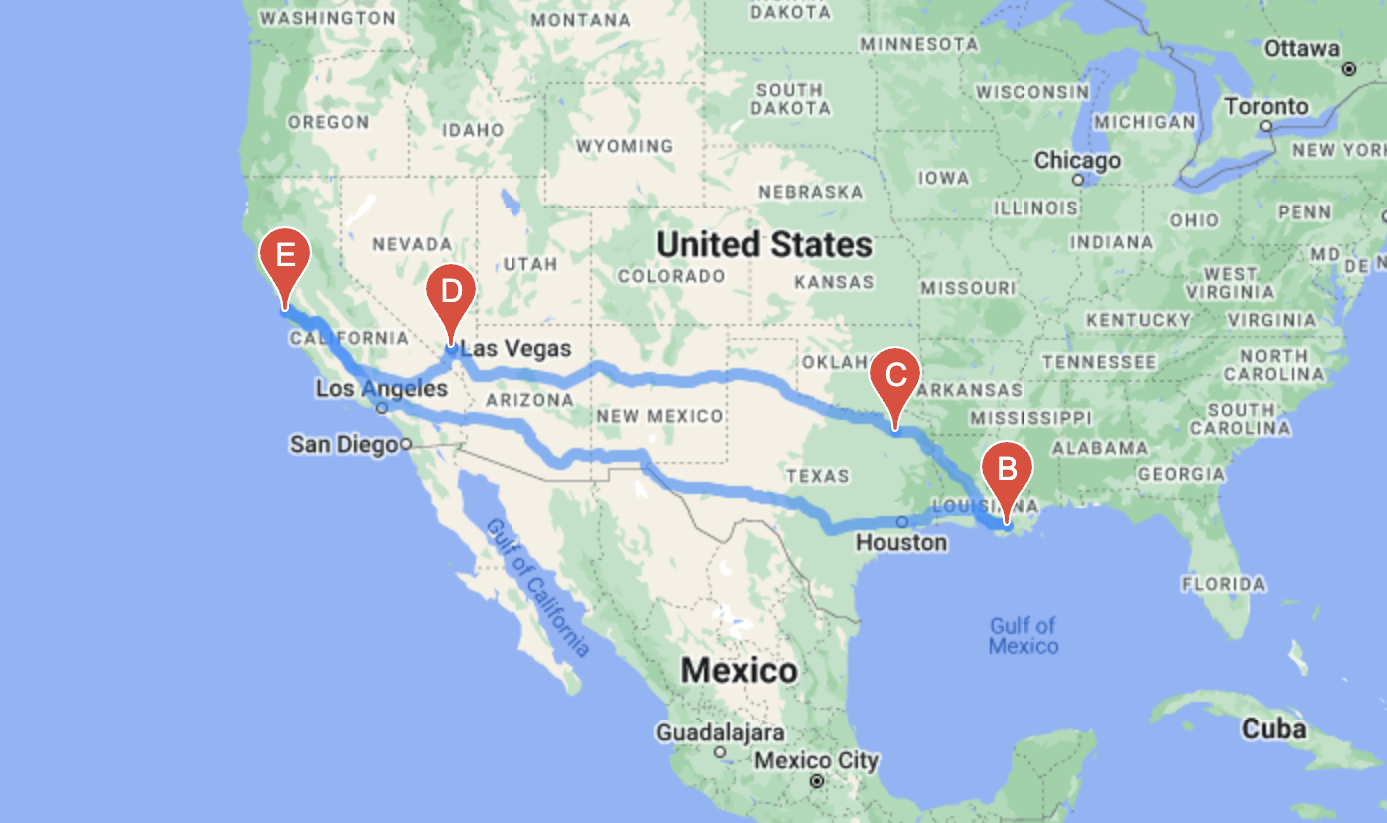 WASHINGTON
MONTANA
DAKOTA
MINNESOTA
Ottawa
OREGON
IDAHO
SOUTH
DAKOTA
WISCONSIN
MICHIGAN
Toronto
WYOMING
NEW YORK
Chicago
NEBRASKA
IOWA
ILLINOIS
OHIO
PENN
E
NEVADA
UTAH
United States
COLORADO
KANSAS
INDIANA
MD
DE
N
WEST
VIRGINIA
MISSOURI
D
KENTUCKY
VIRGINIA
CALIFORNIA
Las Vegas
OKLAH
C
TENNESSEE
NORTH
CAROLINA
Los Angeles
ARIZONA
NEW MEXICO
ARKANSAS
MISSISSIPPI
SOUTH
CAROLINA
San Diego
TEXAS
B
ALABAMA
GEORGIA
LOUISIANA
Houston
Gulf of California
FLORIDA
Gulf of
Mexico
Mexico
Guadalajara
Mexico City
Cuba